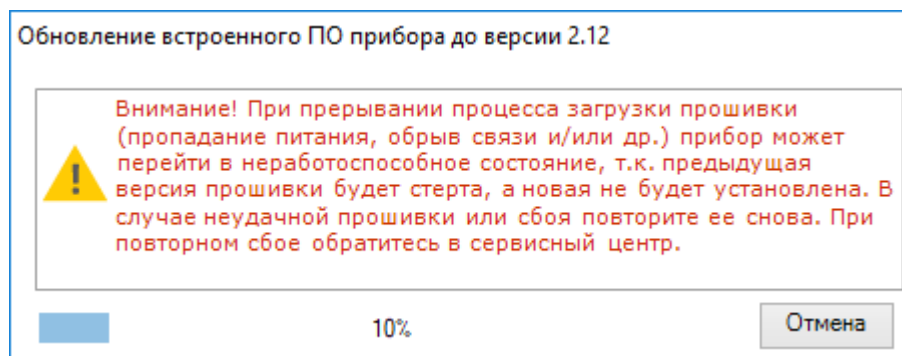 Обновление встроенного ПО прибора до версии 2.12
Внимание! При прерывании процесса загрузки прошивки
(пропадание питания, обрыв связи и/или др.) прибор может
перейти в неработоспособное состояние, т.к. предыдущая
версия прошивки будет стерта, а новая не будет установлена. В
случае неудачной прошивки или сбоя повторите ее снова. При
повторном сбое обратитесь в сервисный центр.
10%
Отмена